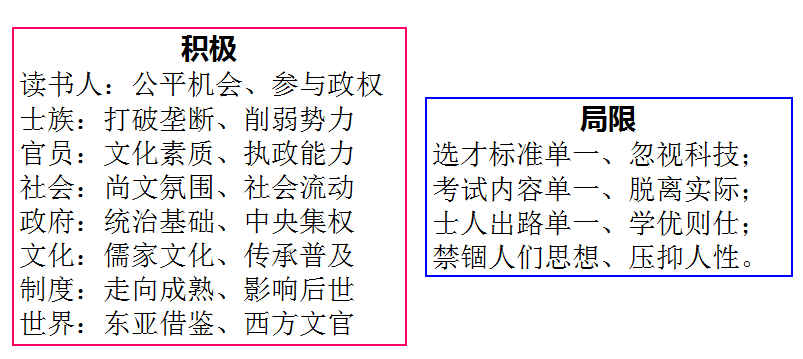 积极
读书人：公平机会、参与政权
士族：打破垄断、削弱势力
官员：文化素质、执政能力
社会：尚文氛围、社会流动
政府：统治基础、中央集权
文化：儒家文化、传承普及
制度：走向成熟、影响后世
世界：东亚借鉴、西方文官
局限
选才标准单一、忽视科技；
考试内容单一、脱离实际；
士人出路单一、学优则仕；
禁锢人们思想、压抑人性。